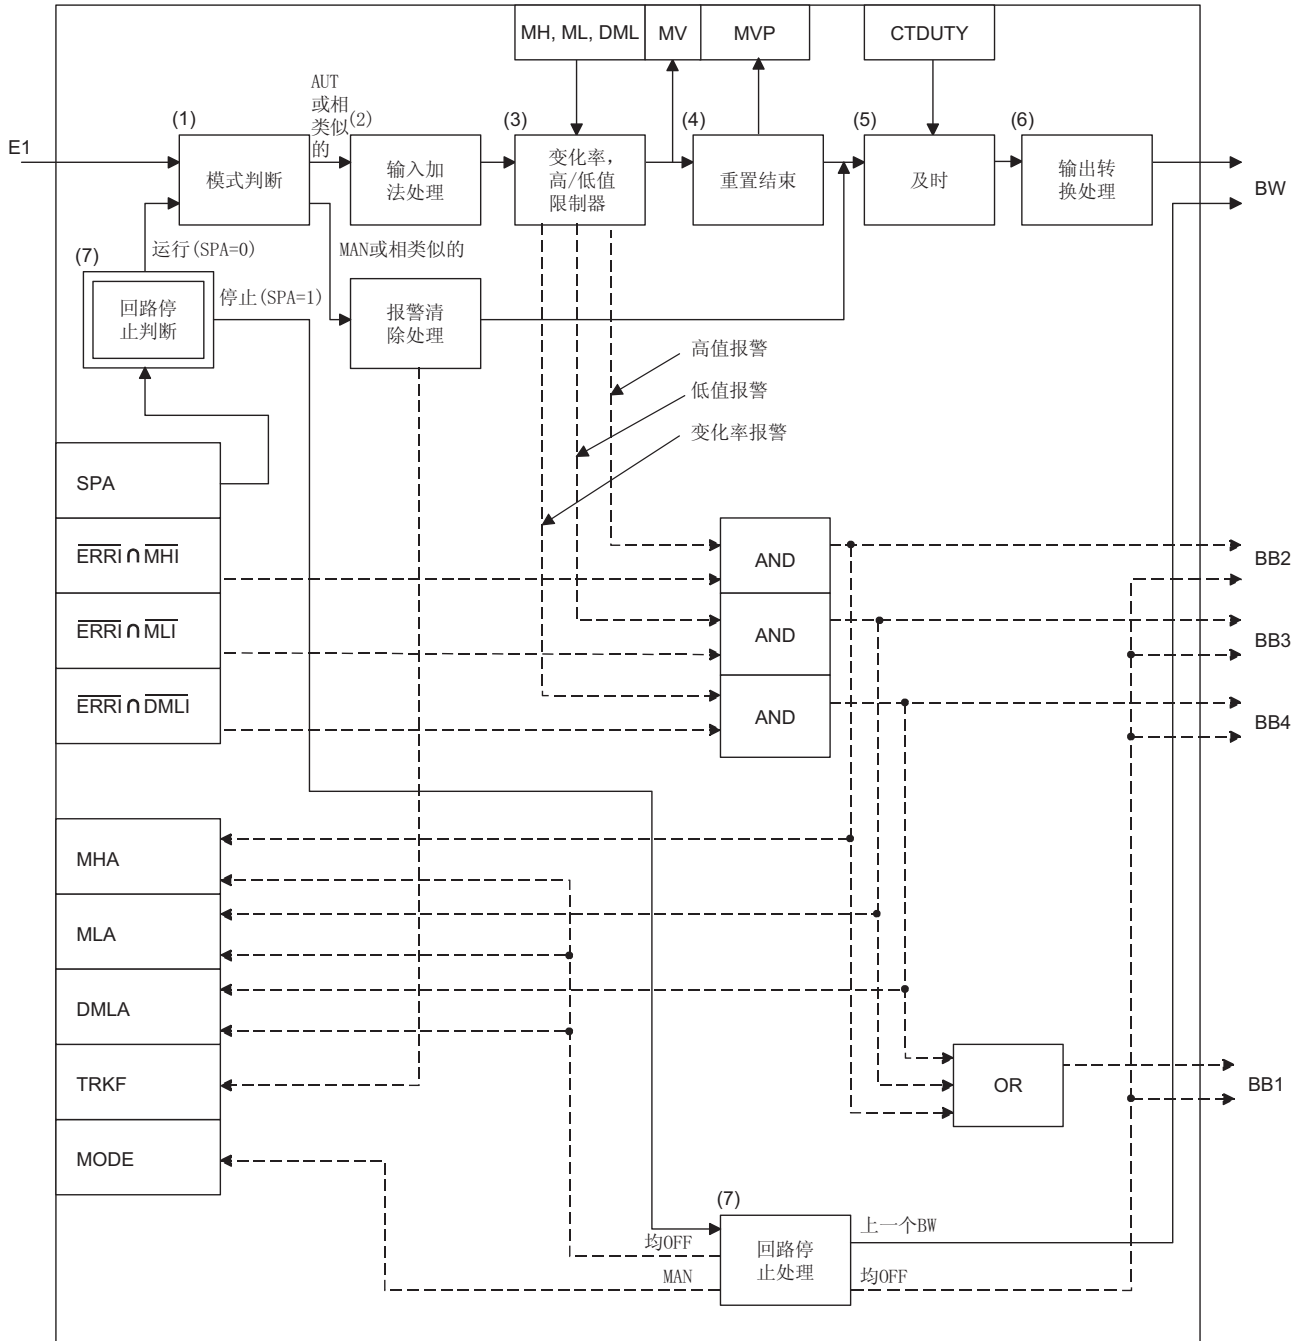 MH, ML, DML
MV
MVP
CTDUTY
E1
(1)
模式判断
AUT
或相
类似
的
(2)
输入加
法处理
(3)
变化率,
高/低值
限制器
(4)
重置结束
(5)
及时
(6)
输出转
换处理
BW
运行(SPA=0)
MAN或相类似的
(7)
回路停
止判断
停止(SPA=1)
报警清
除处理
高值报警
低值报警
变化率报警
SPA
E̅R̅R̅I̅∩M̅H̅I̅
AND
BB2
E̅R̅R̅I̅∩M̅L̅I̅
AND
BB3
E̅R̅R̅I̅∩D̅M̅L̅I̅
AND
BB4
MHA
MLA
DMLA
TRKF
OR
BB1
MODE
(7)
回路停
止处理
上一个BW
均OFF
MAN
均OFF